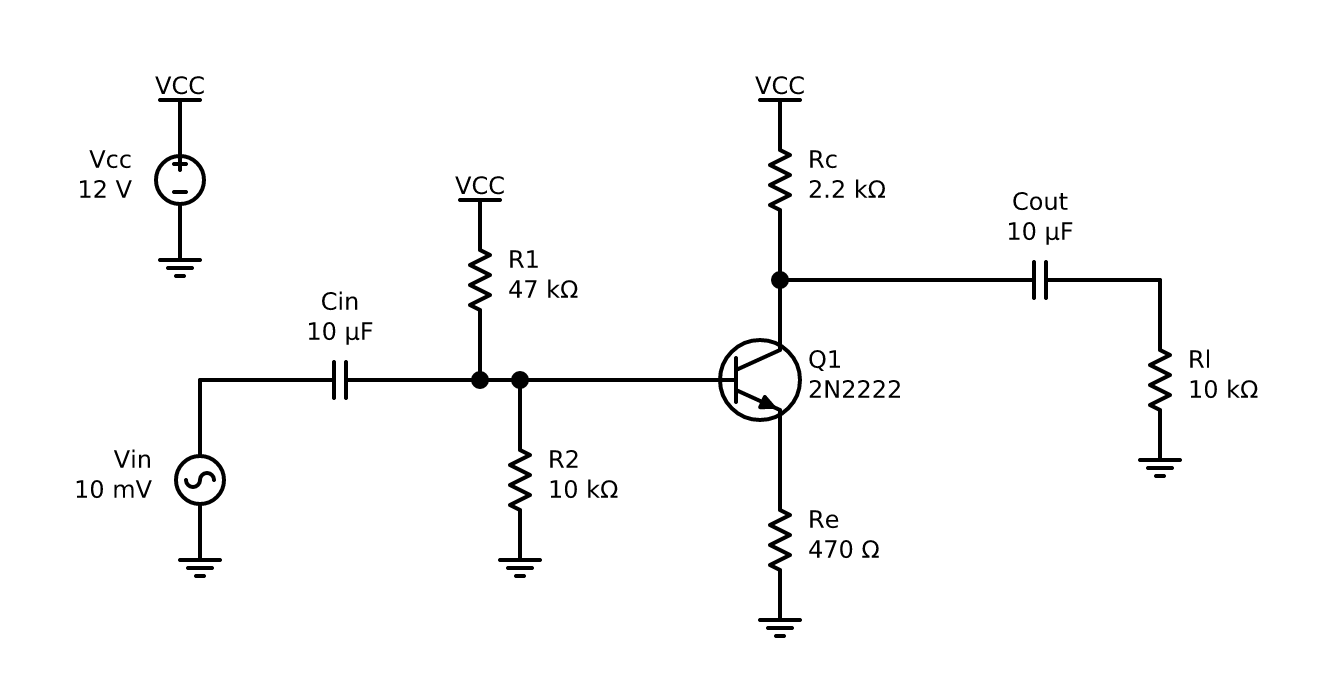 VCC
Vcc
12 V
VCC
R1
47 kΩ
Cin
10 µF
Vin
10 mV
R2
10 kΩ
VCC
Rc
2.2 kΩ
Cout
10 µF
Q1
2N2222
Rl
10 kΩ
Re
470 Ω